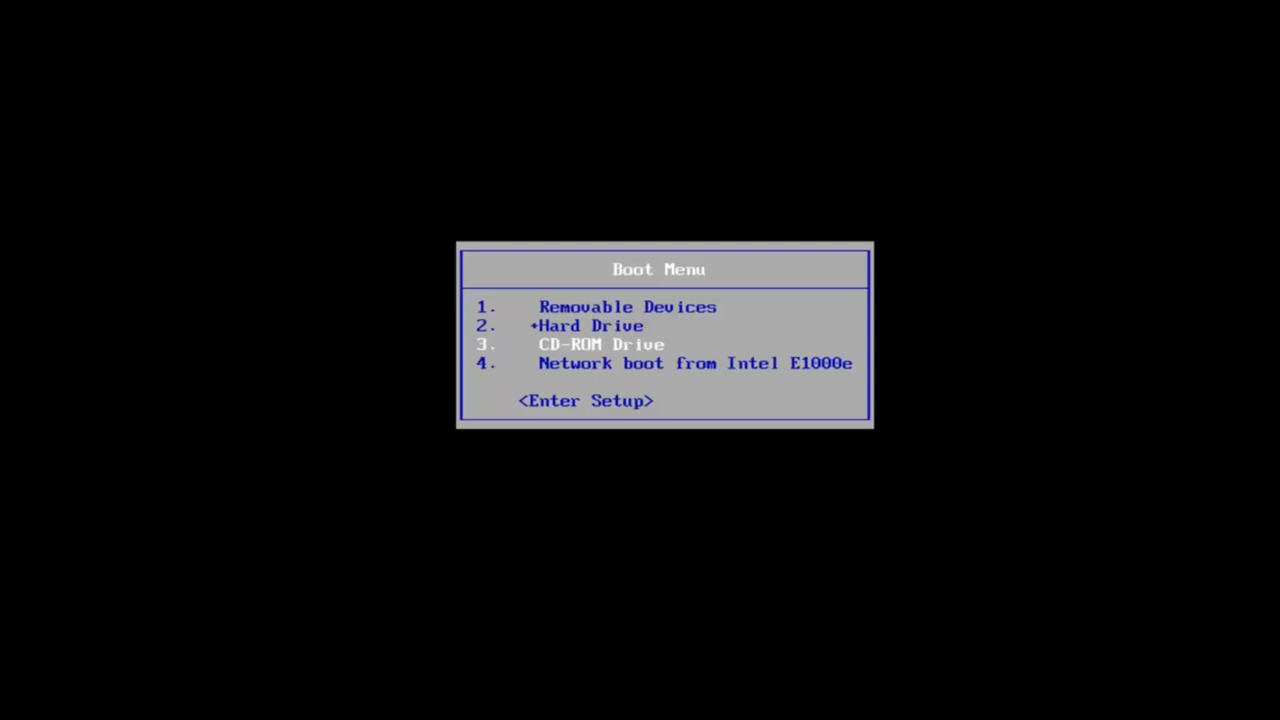 Boot Menu
1. Removable Devices
2. +Hard Drive
3. CD-ROM Drive
4. Network boot from Intel E1000e
<Enter Setup>